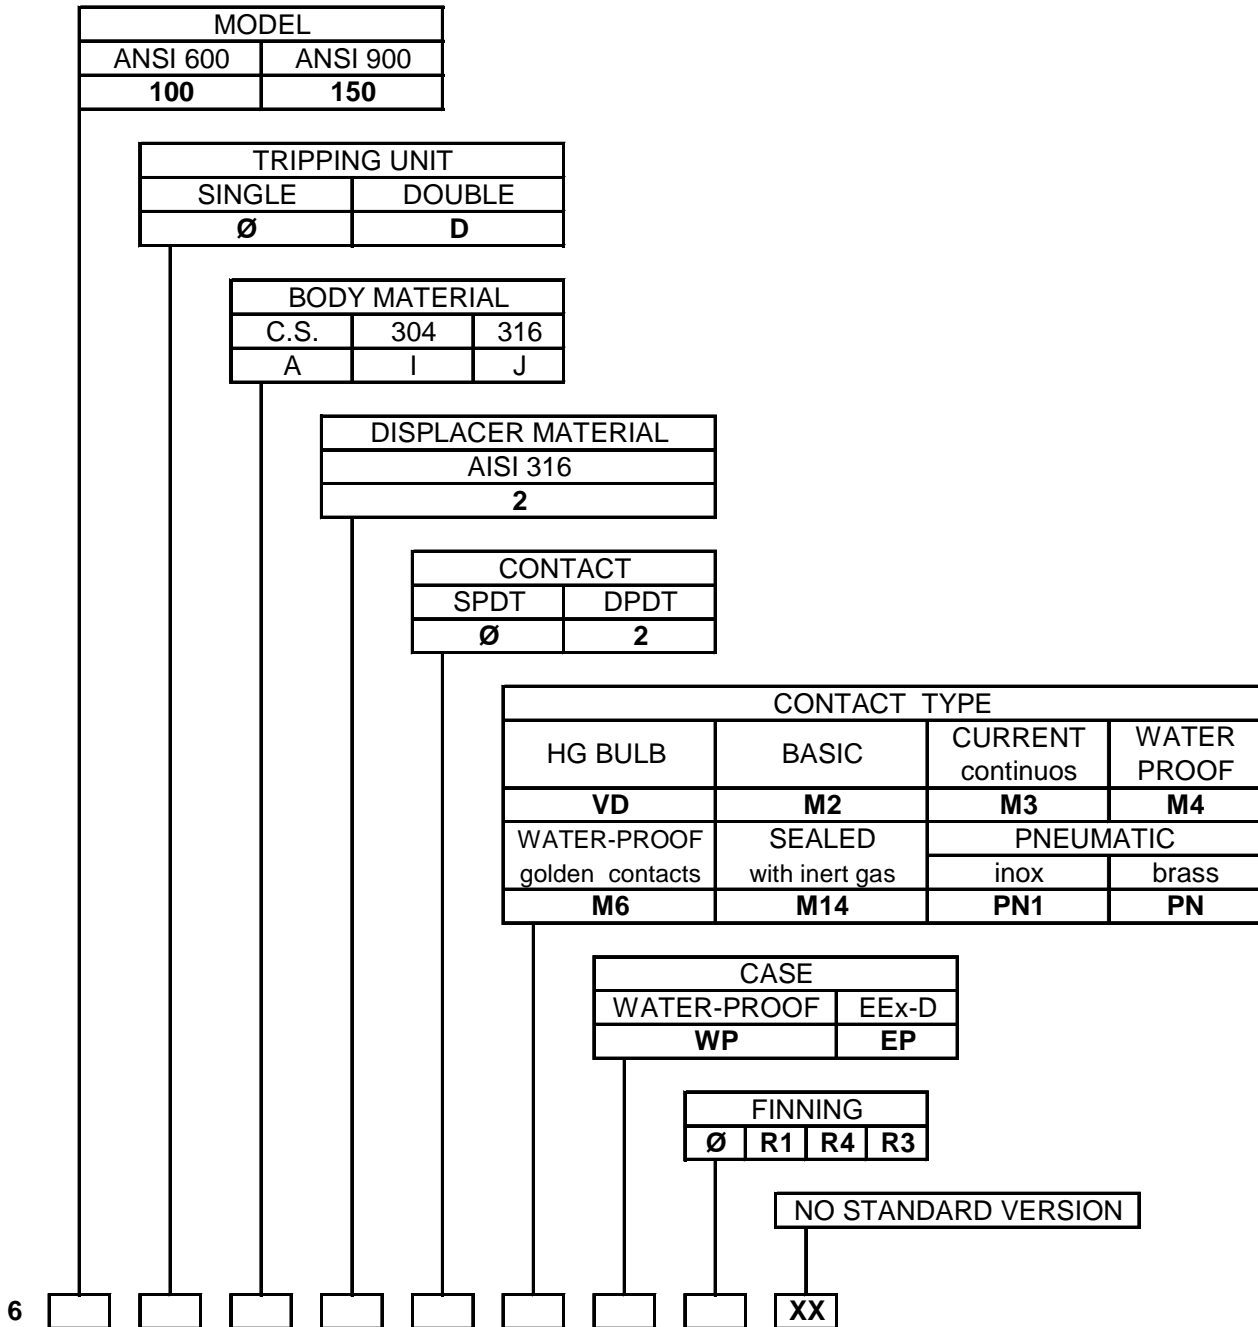 MODEL
ANSI 600 ANSI 900
100 150
TRIPPING UNIT
SINGLE DOUBLE
Ø D
BODY MATERIAL
C.S. 304 316
A I J
DISPLACER MATERIAL
AISI 316
2
CONTACT
SPDT DPDT
Ø 2
CONTACT TYPE
HG BULB BASIC CURRENT continuos WATER PROOF
VD M2 M3 M4
WATER-PROOF golden contacts SEALED with inert gas PNEUMATIC
inox brass
M6 M14 PN1 PN
CASE
WATER-PROOF EEx-D
WP EP
FINNING
Ø R1 R4 R3
NO STANDARD VERSION
6 XX